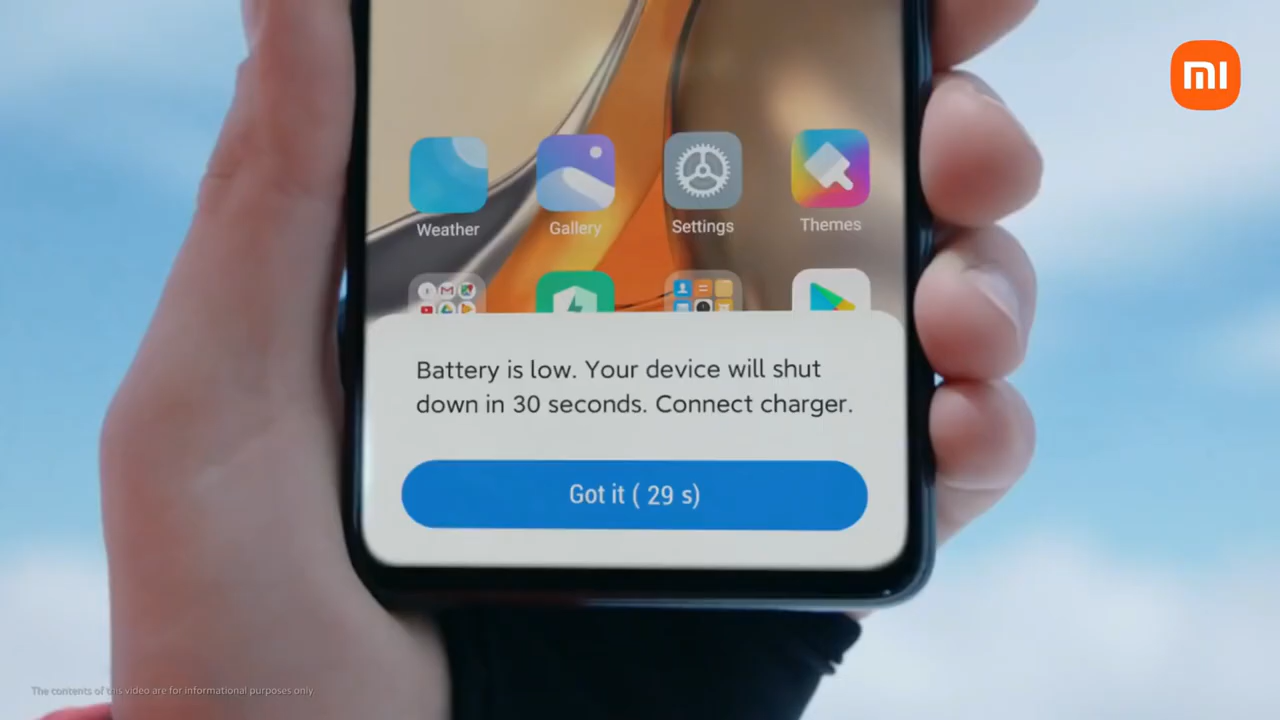 mi
Weather
Gallery
Settings
Themes
Battery is low. Your device will shut
down in 30 seconds. Connect charger.
Got it ( 29 s)
The contents of this video are for informational purposes only.